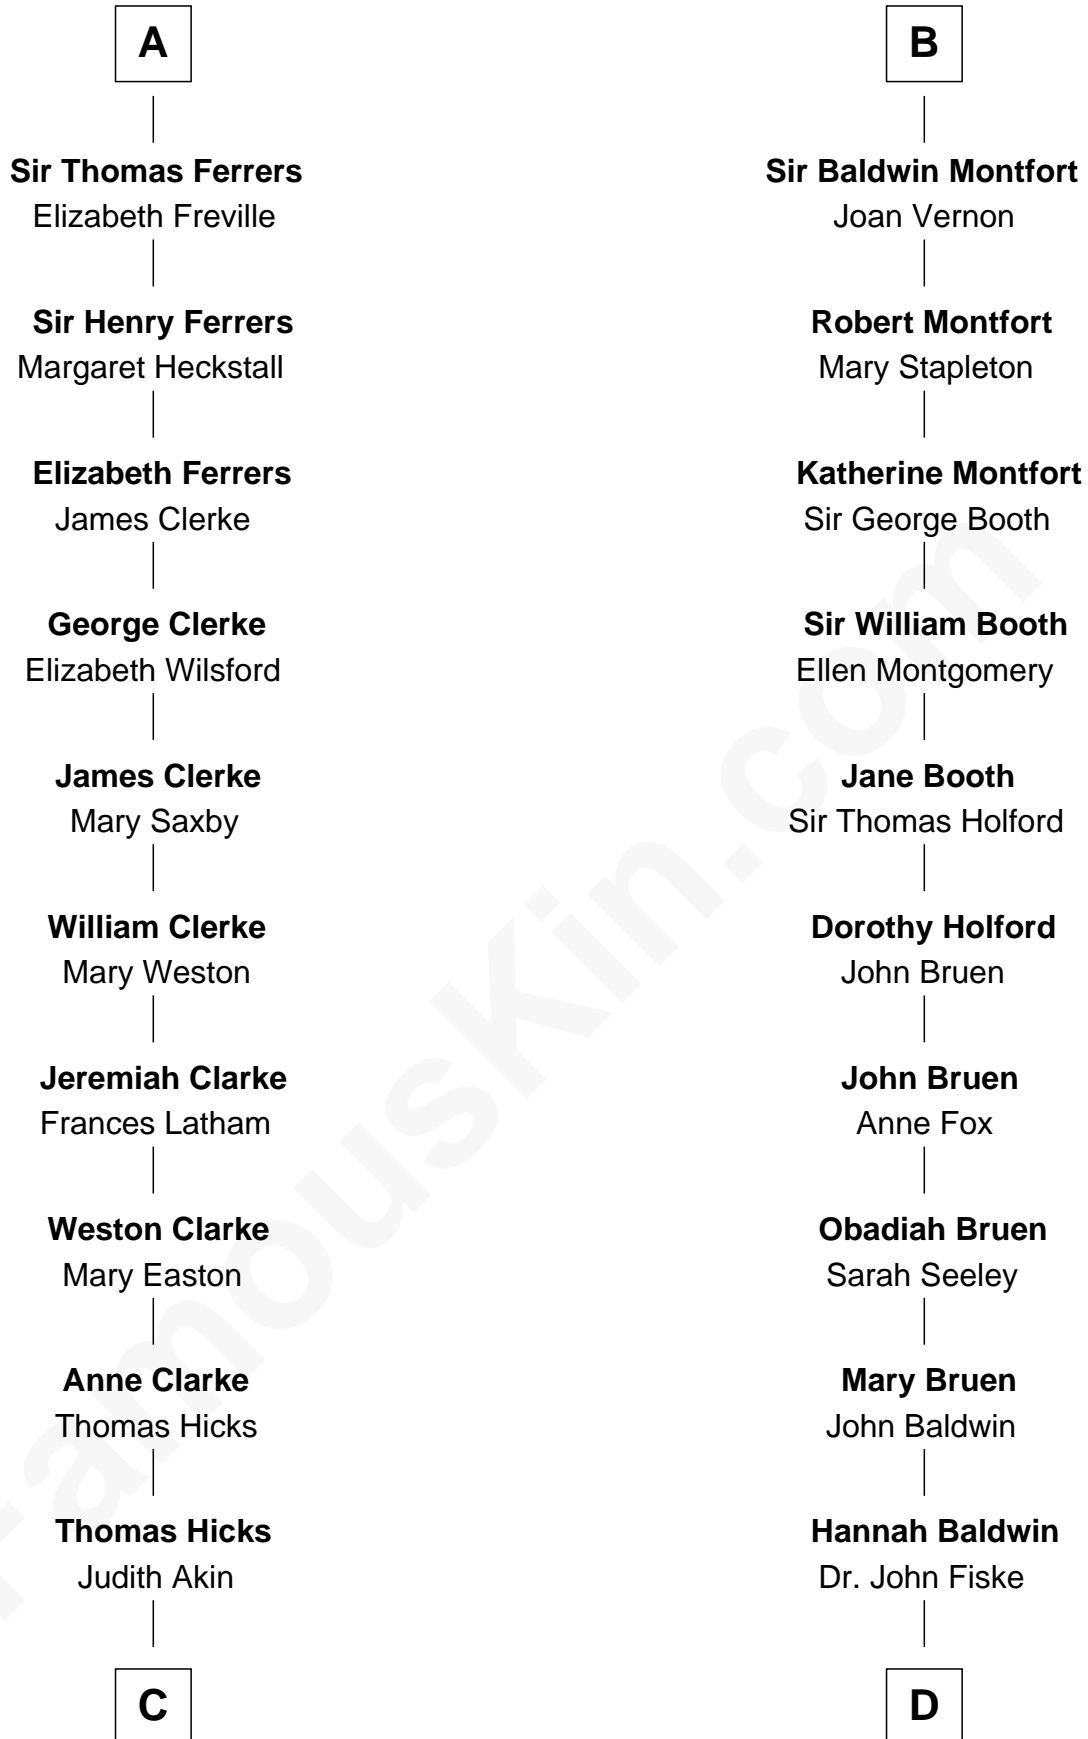 A
Sir Thomas Ferrers
Elizabeth Freville
Sir Henry Ferrers
Margaret Heckstall
Elizabeth Ferrers
James Clerke
George Clerke
Elizabeth Wilsford
James Clerke
Mary Saxby
William Clerke
Mary Weston
Jeremiah Clarke
Frances Latham
Weston Clarke
Mary Easton
Anne Clarke
Thomas Hicks
Thomas Hicks
Judith Akin
C
B
Sir Baldwin Montfort
Joan Vernon
Robert Montfort
Mary Stapleton
Katherine Montfort
Sir George Booth
Sir William Booth
Ellen Montgomery
Jane Booth
Sir Thomas Holford
Dorothy Holford
John Bruen
John Bruen
Anne Fox
Obadiah Bruen
Sarah Seeley
Mary Bruen
John Baldwin
Hannah Baldwin
Dr. John Fiske
D
FamousKin.com